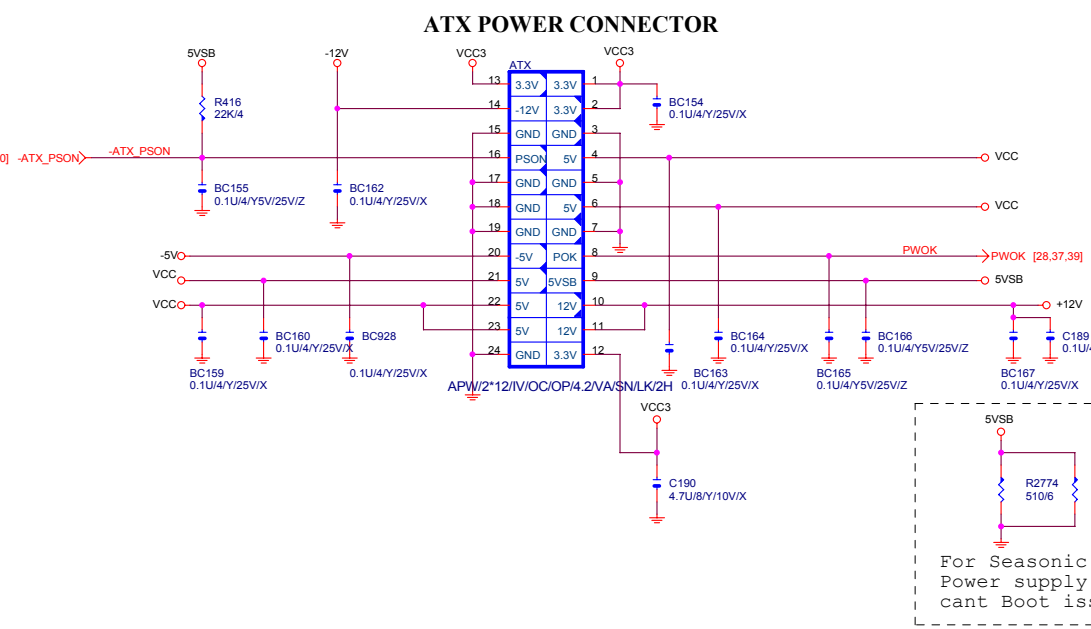 ATX POWER CONNECTOR
5VSB
-12V
VCC3
VCC3
ATX
R416
22K/4
13 3.3V 3.3V 1
14 -12V 3.3V 2
15 GND GND 3
16 PSON 5V 4
17 GND GND 5
18 GND 5V 6
19 GND GND 7
20 -5V POK 8
21 5V 5VSB 9
22 5V 12V 10
23 5V 12V 11
24 GND 3.3V 12
BC154
0.1U/4/Y/25V/X
-ATX_PSON
-ATX_PSON
VCC
VCC
BC155
0.1U/4/Y5V/25V/Z
BC162
0.1U/4/Y/25V/X
-5V
VCC
VCC
PWOK
PWOK [28,37,39]
5VSB
+12V
BC159
0.1U/4/Y/25V/X
BC160
0.1U/4/Y/25V/X
BC928
0.1U/4/Y/25V/X
BC163
0.1U/4/Y/25V/X
BC164
0.1U/4/Y/25V/X
BC165
0.1U/4/Y5V/25V/Z
BC166
0.1U/4/Y5V/25V/Z
BC167
0.1U/4/Y/25V/X
C189
APW/2*12/IV/OC/OP/4.2/VA/SN/LK/2H
VCC3
C190
4.7U/8/Y/10V/X
5VSB
R2774
510/6
For Seasonic
Power supply
cant Boot